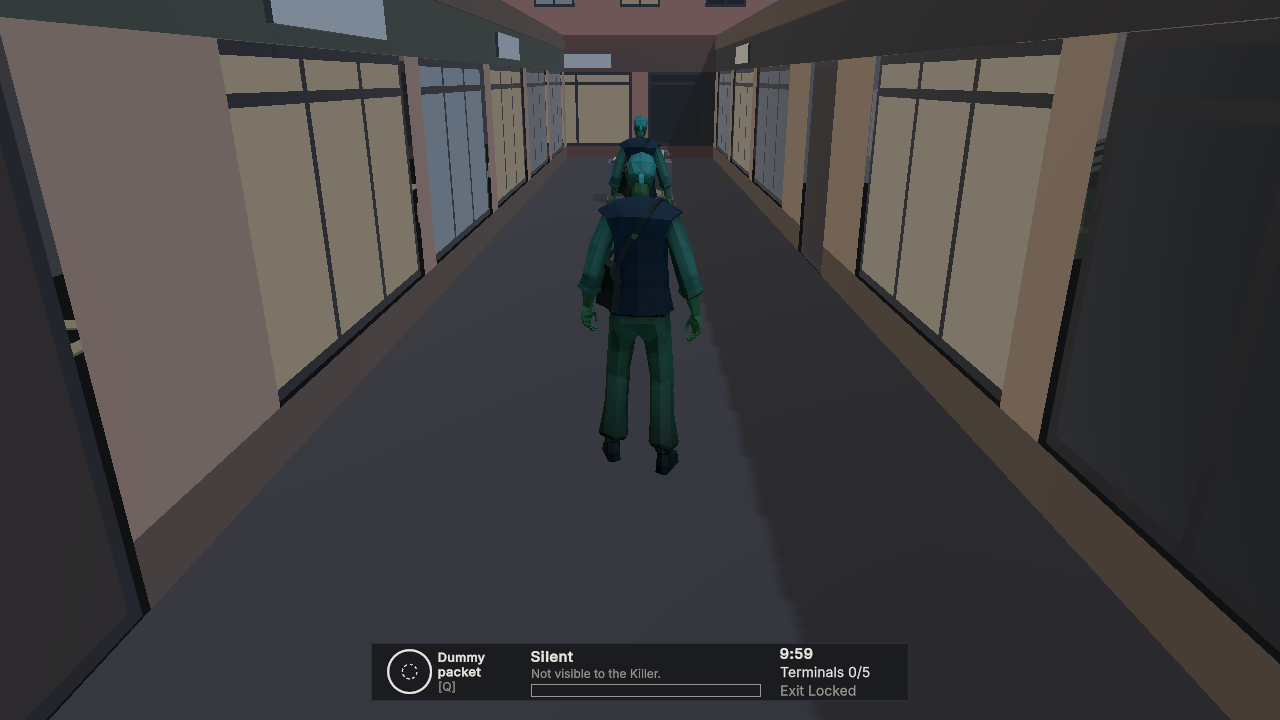 Dummy
packet
[Q]
Silent
Not visible to the Killer.
9:59
Terminals 0/5
Exit Locked